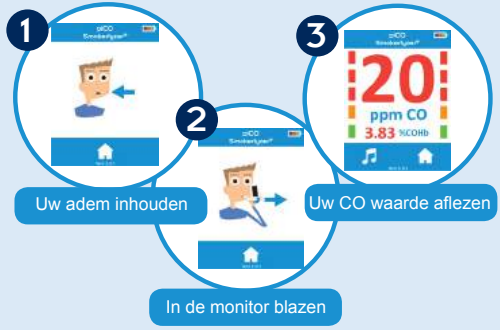 1
piCO
Smokerlyzer®
Uw adem inhouden
2
piCO
Smokerlyzer®
In de monitor blazen
3
piCO
Smokerlyzer®
20
ppm CO
3.83 %COHb
Uw CO waarde aflezen